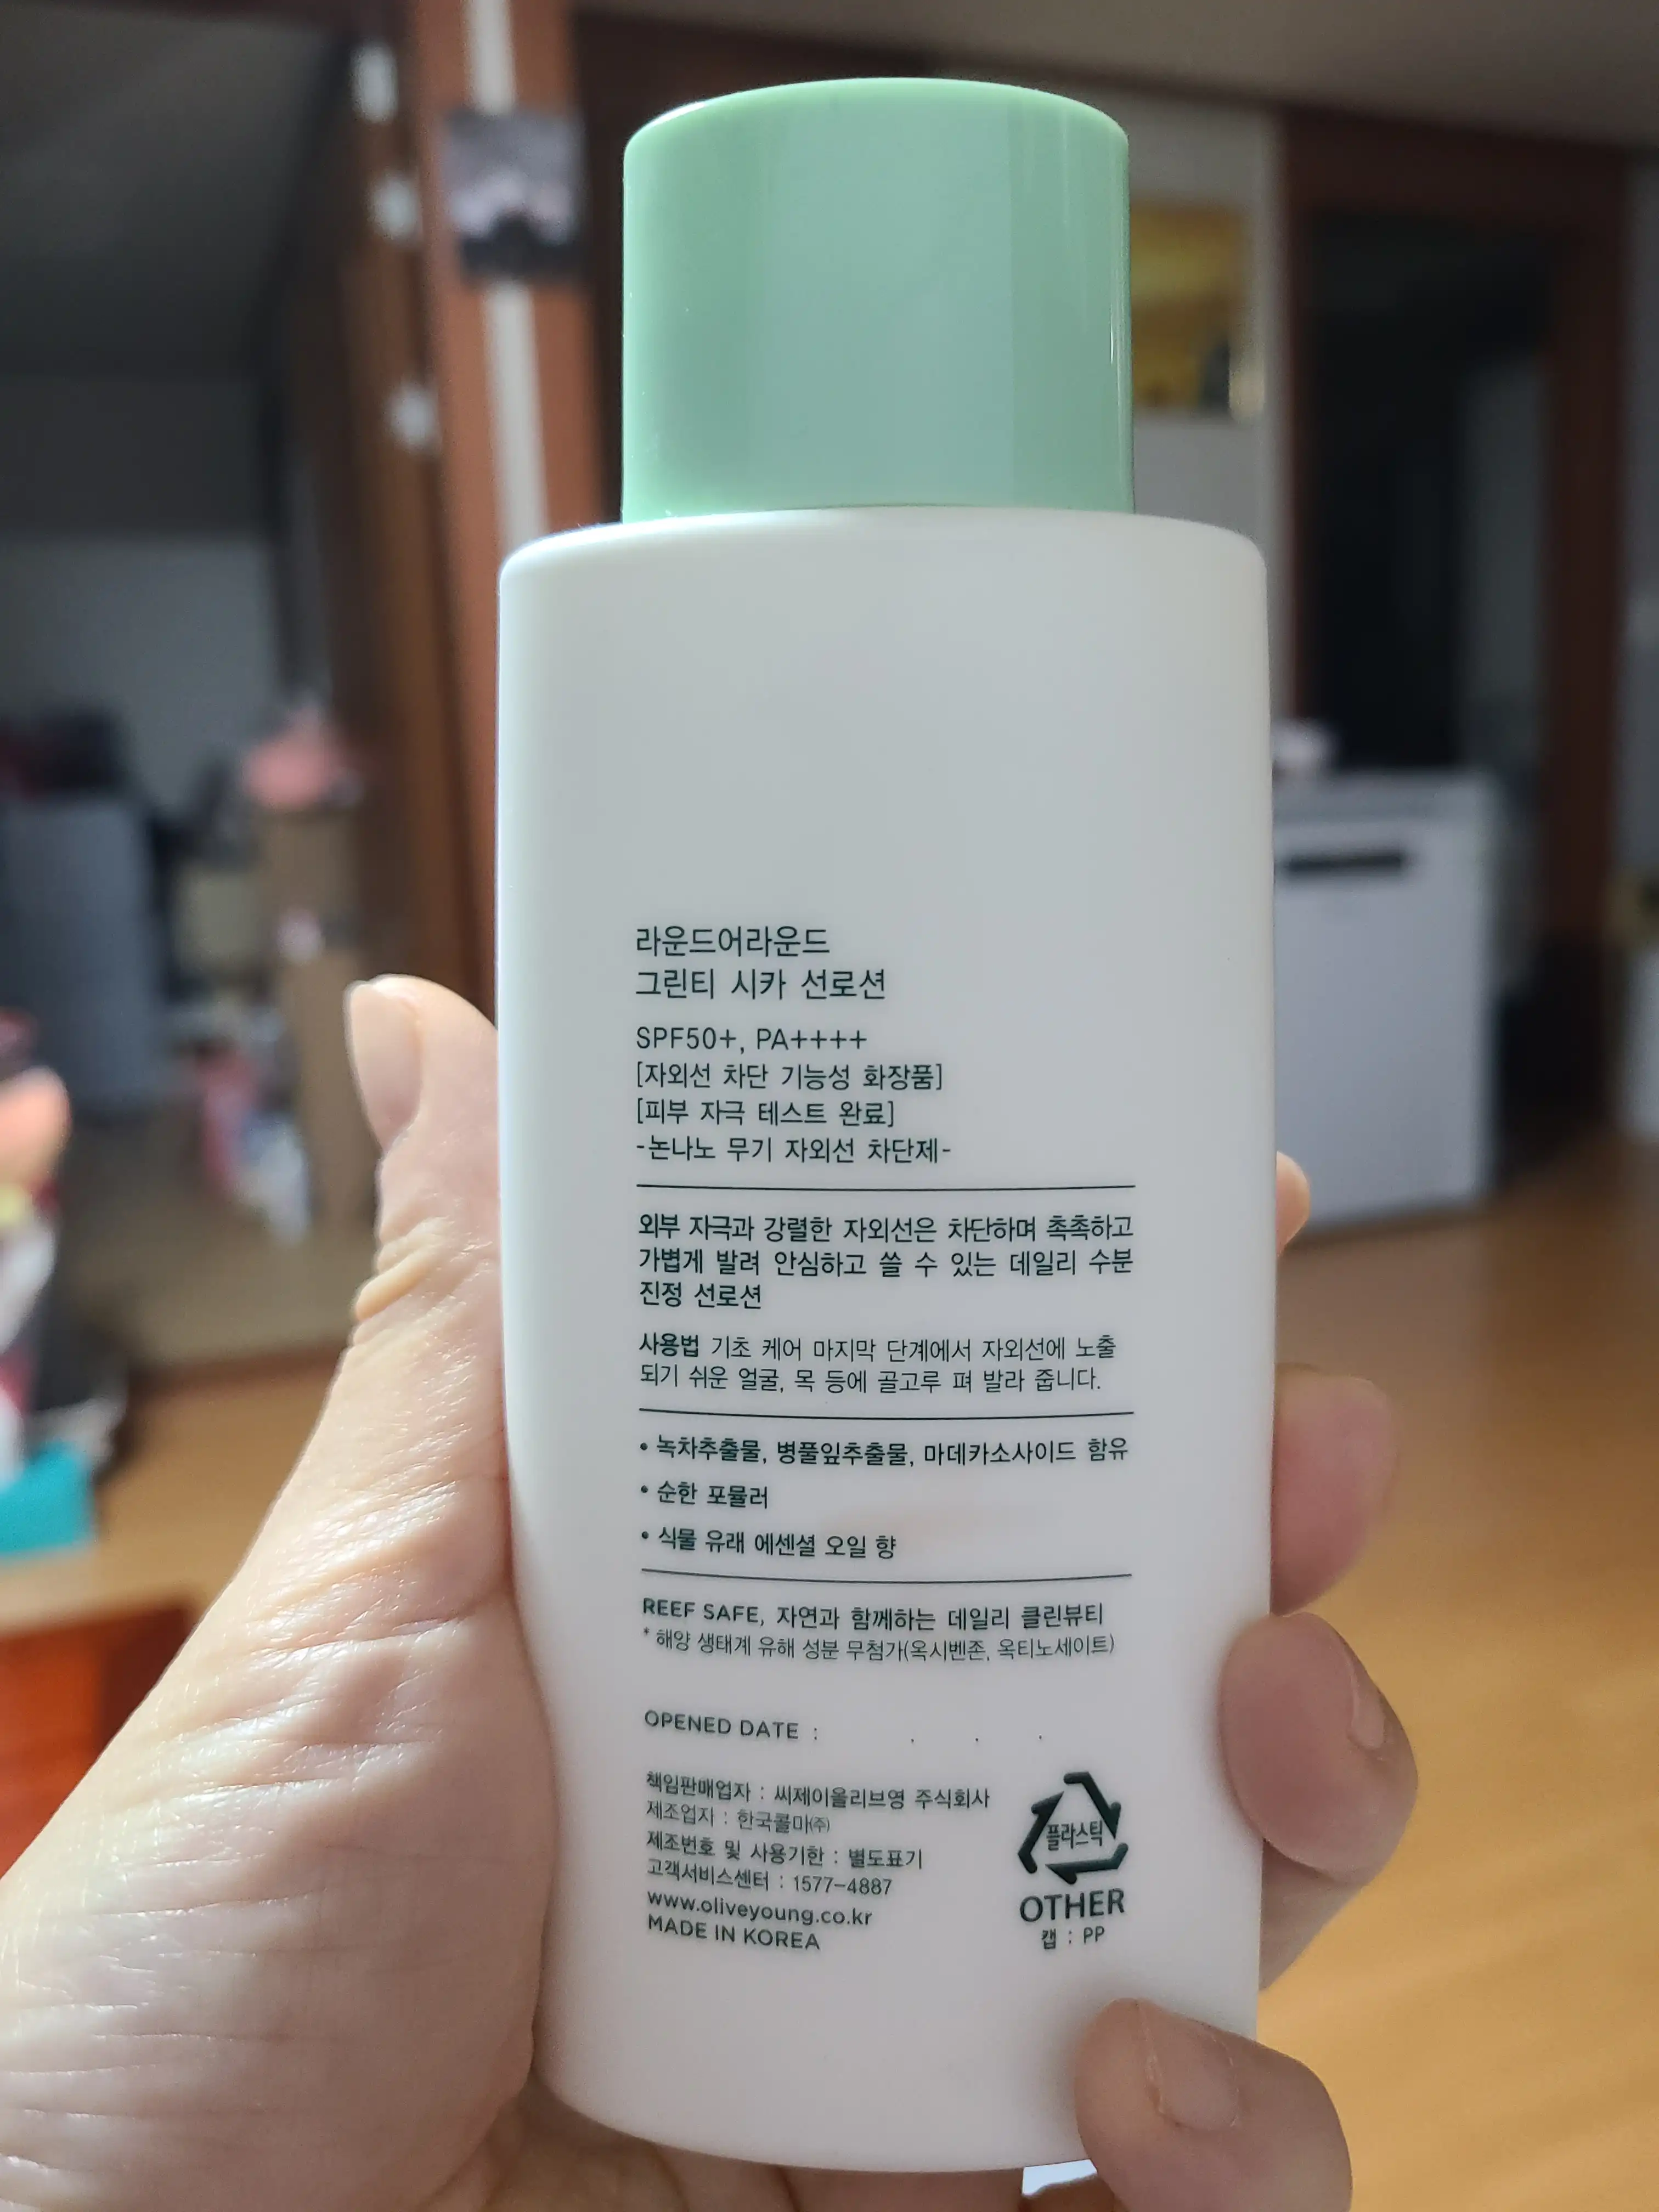 라운드어라운드
그린티 시카 선로션
SPF50+, PA++++
[자외선 차단 기능성 화장품]
[피부 자극 테스트 완료]
-논나노 무기 자외선 차단제-
외부 자극과 강렬한 자외선은 차단하며 촉촉하고
가볍게 발려 안심하고 쓸 수 있는 데일리 수분
진정 선로션
사용법 기초 케어 마지막 단계에서 자외선에 노출
되기 쉬운 얼굴, 목 등에 골고루 펴 발라 줍니다.
• 녹차추출물, 병풀잎추출물, 마데카소사이드 함유
• 순한 포뮬러
• 식물 유래 에센셜 오일 향
REEF SAFE, 자연과 함께하는 데일리 클린뷰티
* 해양 생태계 유해 성분 무첨가(옥시벤존, 옥티노세이트)
OPENED DATE : . . .
책임판매업자 : 씨제이올리브영 주식회사
제조업자 : 한국콜마㈜
제조번호 및 사용기한 : 별도표기
고객서비스센터 : 1577-4887
www.oliveyoung.co.kr
MADE IN KOREA
플라스틱
OTHER
캡 : PP